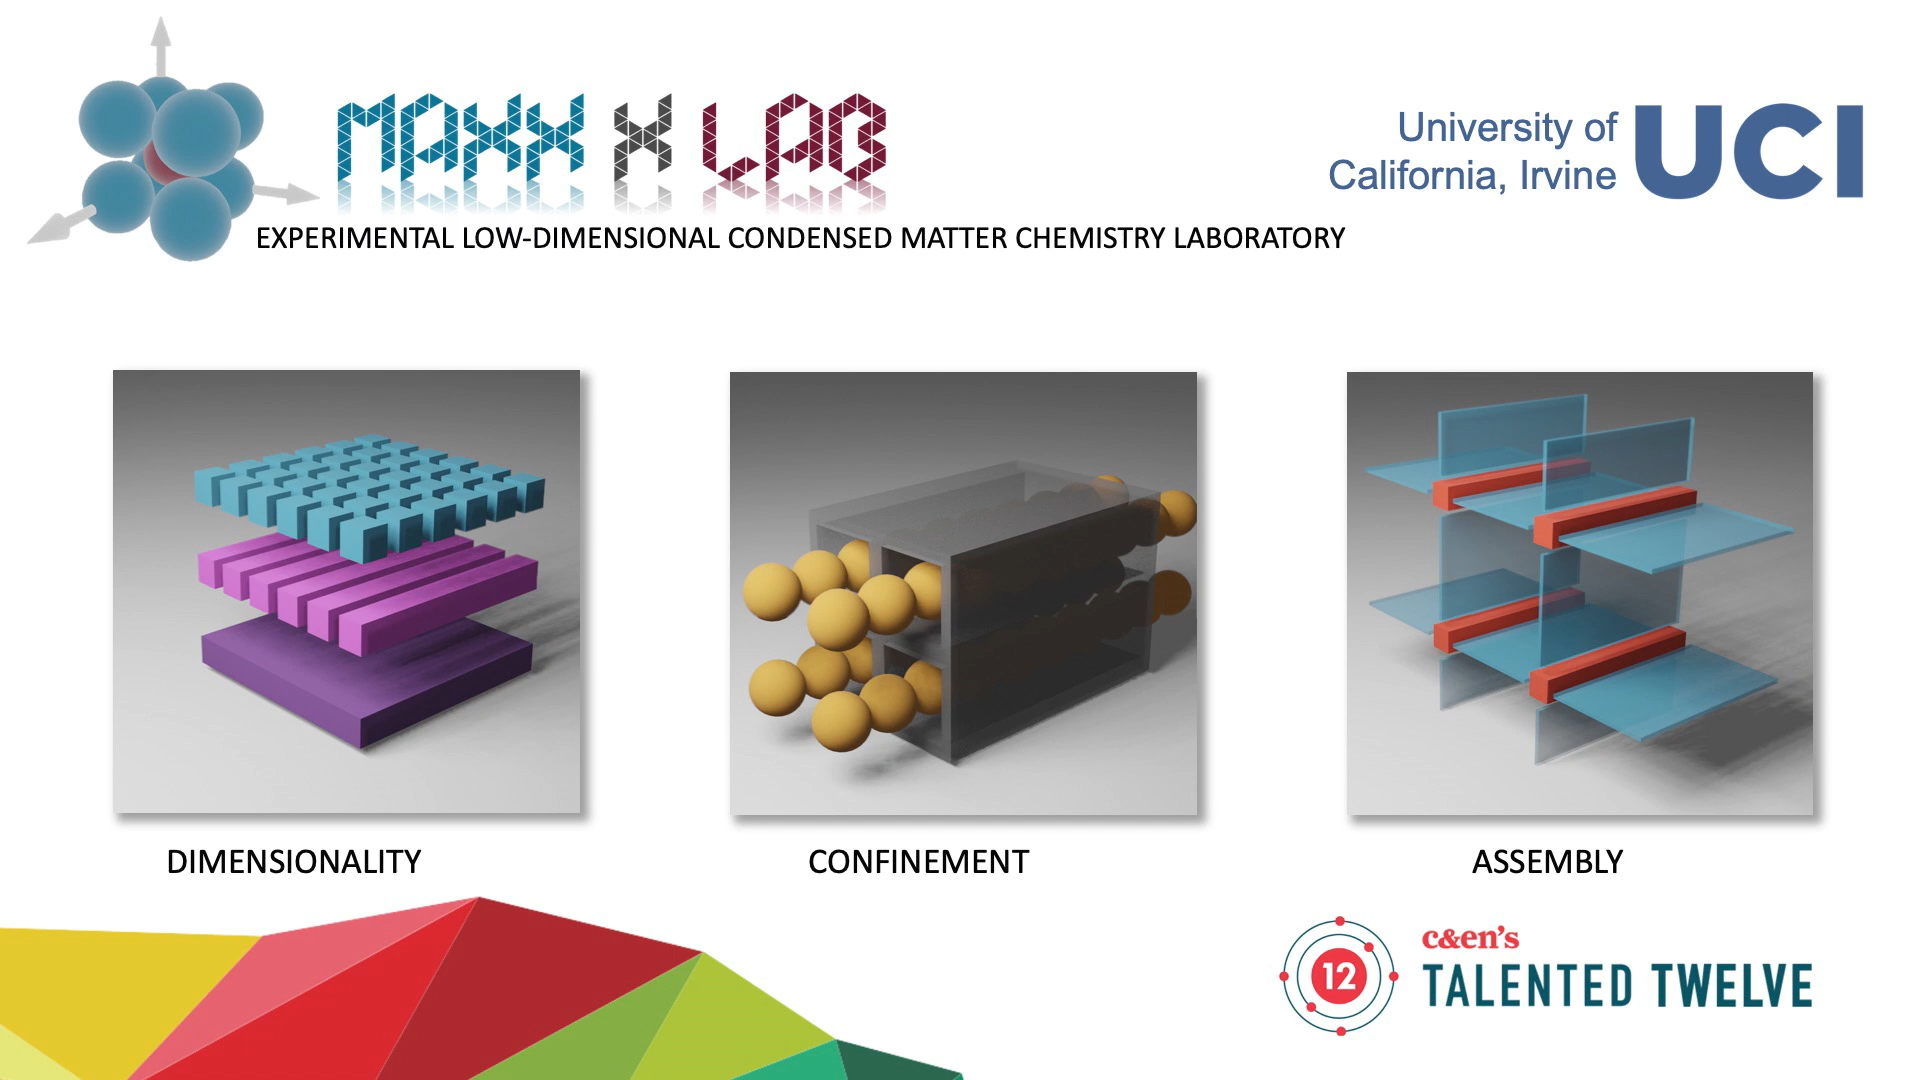 MAXX X LAB
University of
California, Irvine
UCI
EXPERIMENTAL LOW-DIMENSIONAL CONDENSED MATTER CHEMISTRY LABORATORY
DIMENSIONALITY
CONFINEMENT
ASSEMBLY
12
c&en's
TALENTED TWELVE